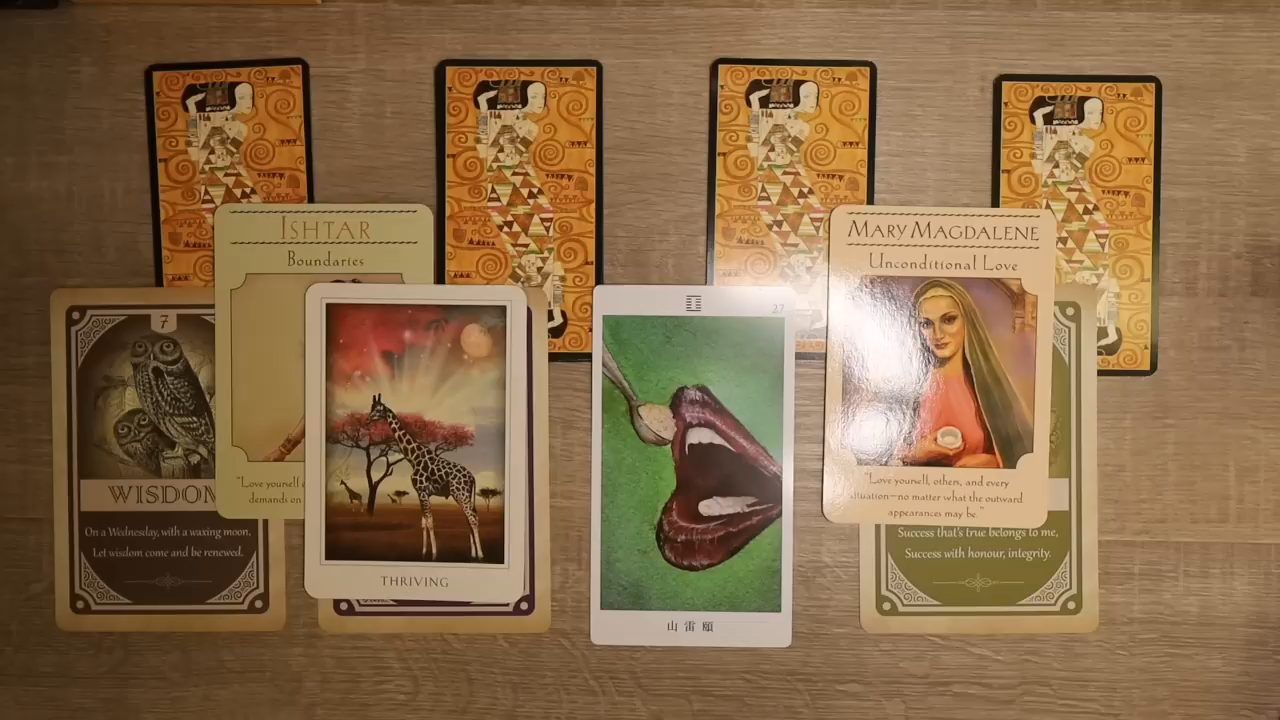 7
WISDOM
On a Wednesday, with a waxing moon,
Let wisdom come and be renewed.
ISHTAR
Boundaries
"Love yourself
demands on
THRIVING
27
山雷頤
MARY MAGDALENE
Unconditional Love
"Love yourself, others, and every
situation—no matter what the outward
appearances may be."
Success that's true belongs to me,
Success with honour, integrity.